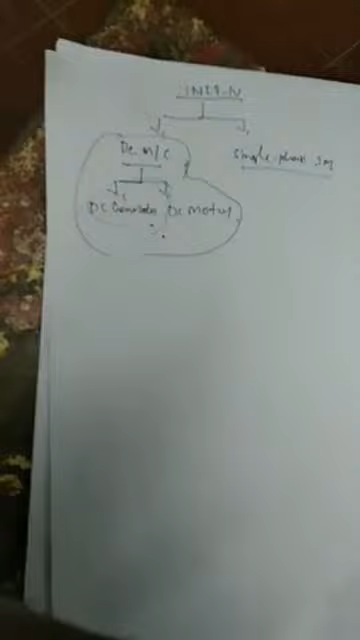 UNIT-IV
DC M/C
single phase IM
DC Generator DC Motor